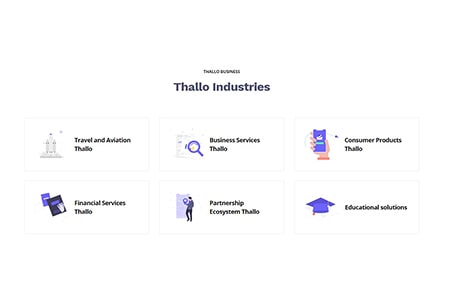 THALLO BUSINESS
Thallo Industries
Travel and Aviation
Thallo
Business Services
Thallo
Consumer Products
Thallo
Financial Services
Thallo
Partnership
Ecosystem Thallo
Educational solutions